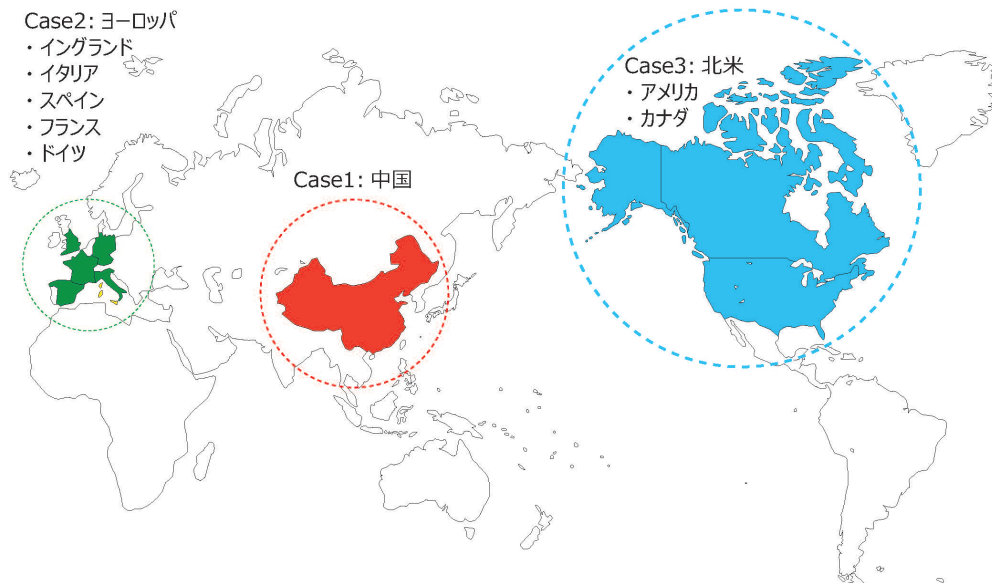 Case2: ヨーロッパ
・イングランド
・イタリア
・スペイン
・フランス
・ドイツ
Case1: 中国
Case3: 北米
・アメリカ
・カナダ